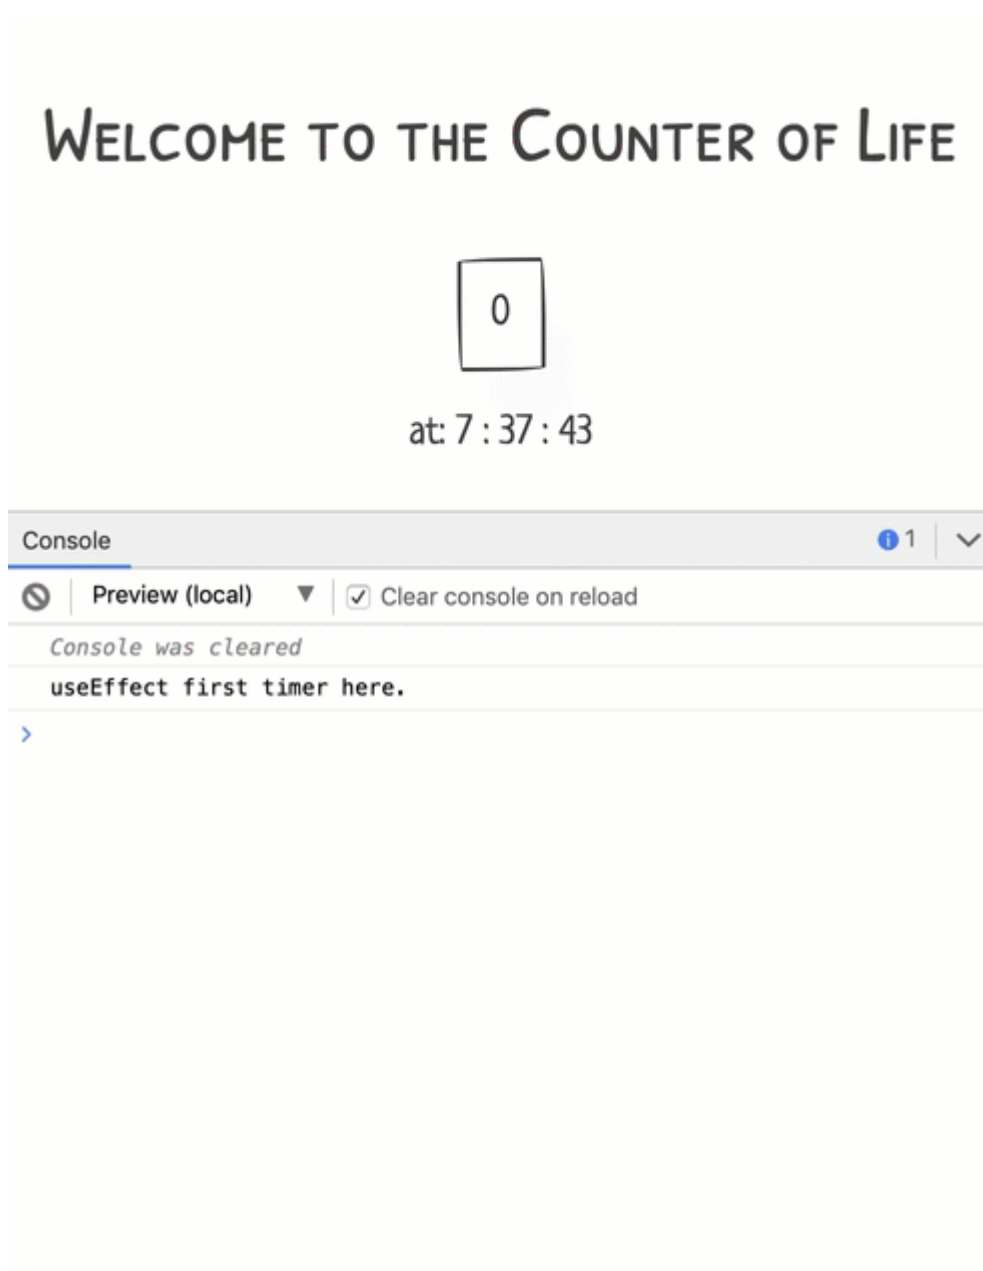 Welcome to the Counter of Life
0
at: 7 : 37 : 43
Console
1
Preview (local)
Clear console on reload
Console was cleared
useEffect first timer here.